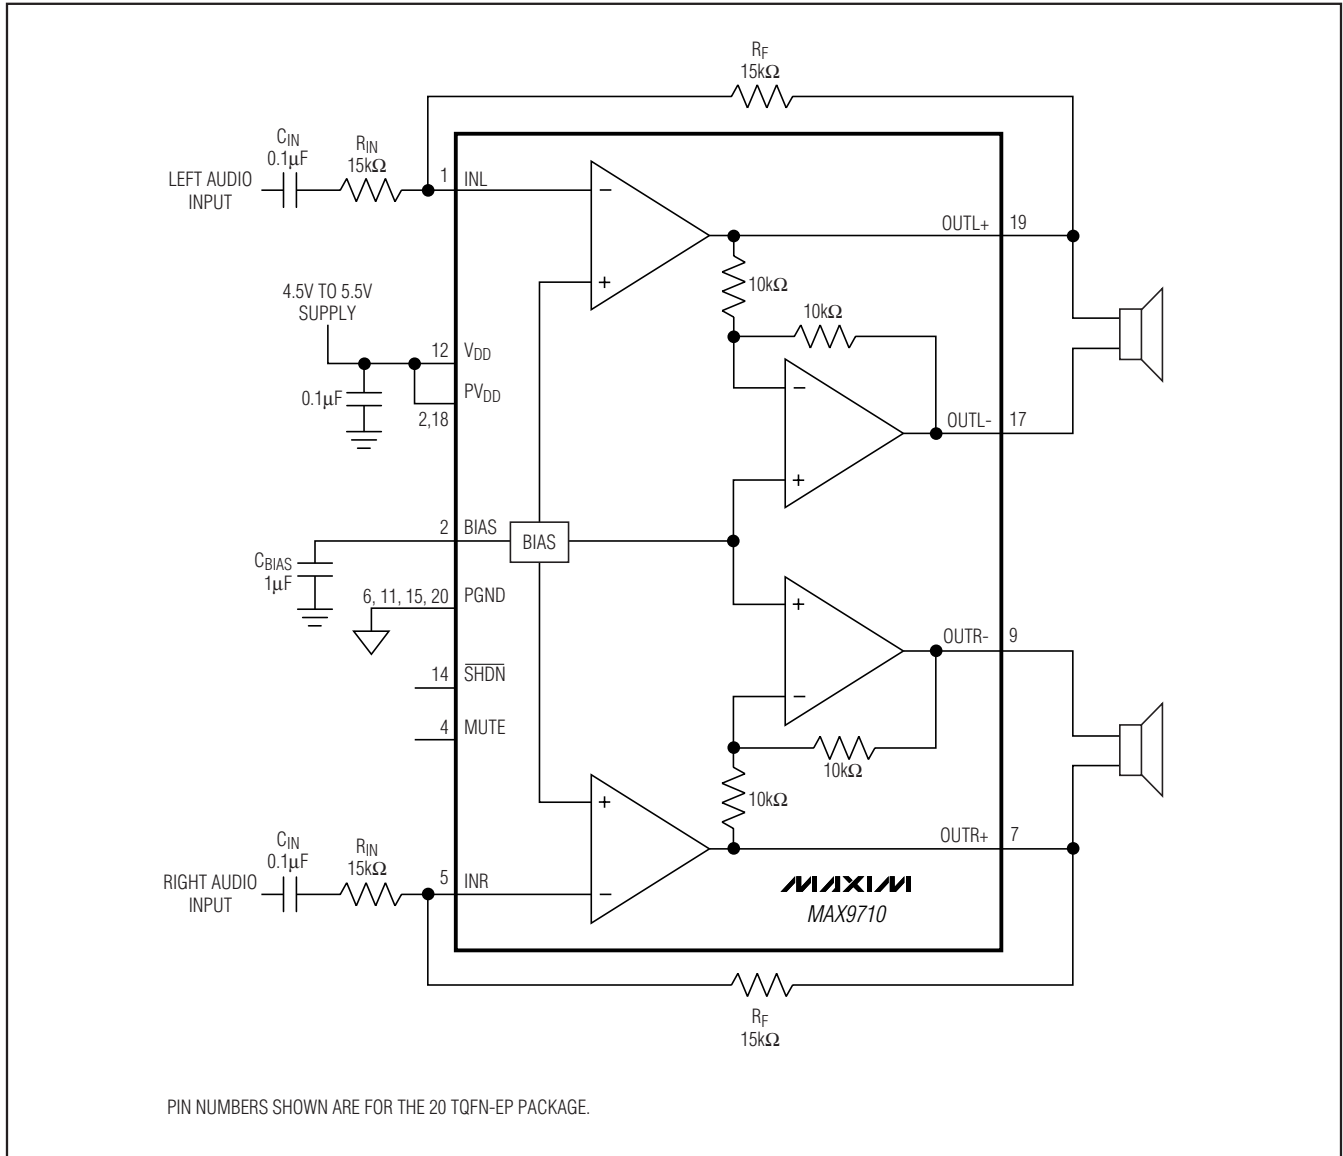 RF
15kΩ
CIN
0.1µF
RIN
15kΩ
LEFT AUDIO
INPUT
1
INL
−
+
OUTL+
19
10kΩ
10kΩ
4.5V TO 5.5V
SUPPLY
12
VDD
0.1µF
PVDD
2,18
−
+
OUTL-
17
2
BIAS
BIAS
CBIAS
1µF
6, 11, 15, 20
PGND
+
−
OUTR-
9
14
SHDN
4
MUTE
10kΩ
10kΩ
+
−
OUTR+
7
CIN
0.1µF
RIN
15kΩ
RIGHT AUDIO
INPUT
5
INR
MAXIM
MAX9710
RF
15kΩ
PIN NUMBERS SHOWN ARE FOR THE 20 TQFN-EP PACKAGE.